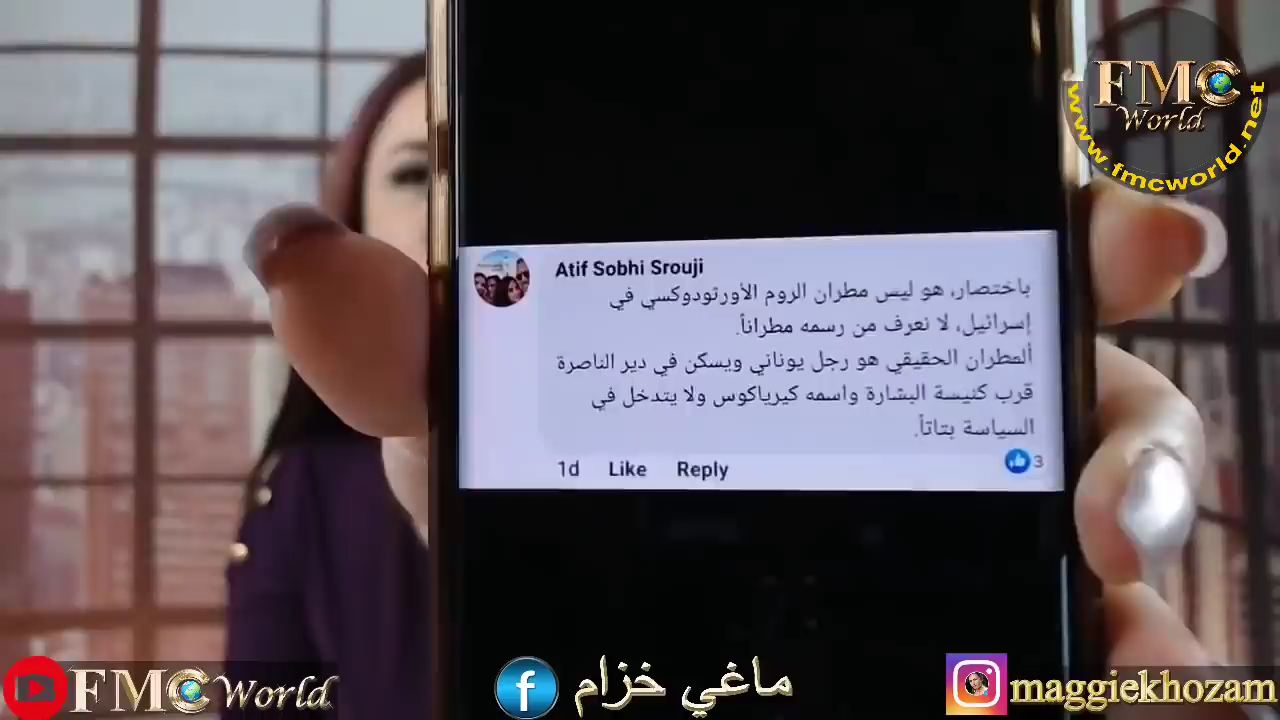 FMC
World
www.fmcworld.net
Atif Sobhi Srouji
باختصار، هو ليس مطران الروم الأورثودوكسي في
إسرائيل، لا نعرف من رسمه مطراناً.
ألمطران الحقيقي هو رجل يوناني ويسكن في دير الناصرة
قرب كنيسة البشارة واسمه كيرياكوس ولا يتدخل في
السياسة بتاتاً.
1d Like Reply 3
FMC World
ماغي خزام
maggiekhozam